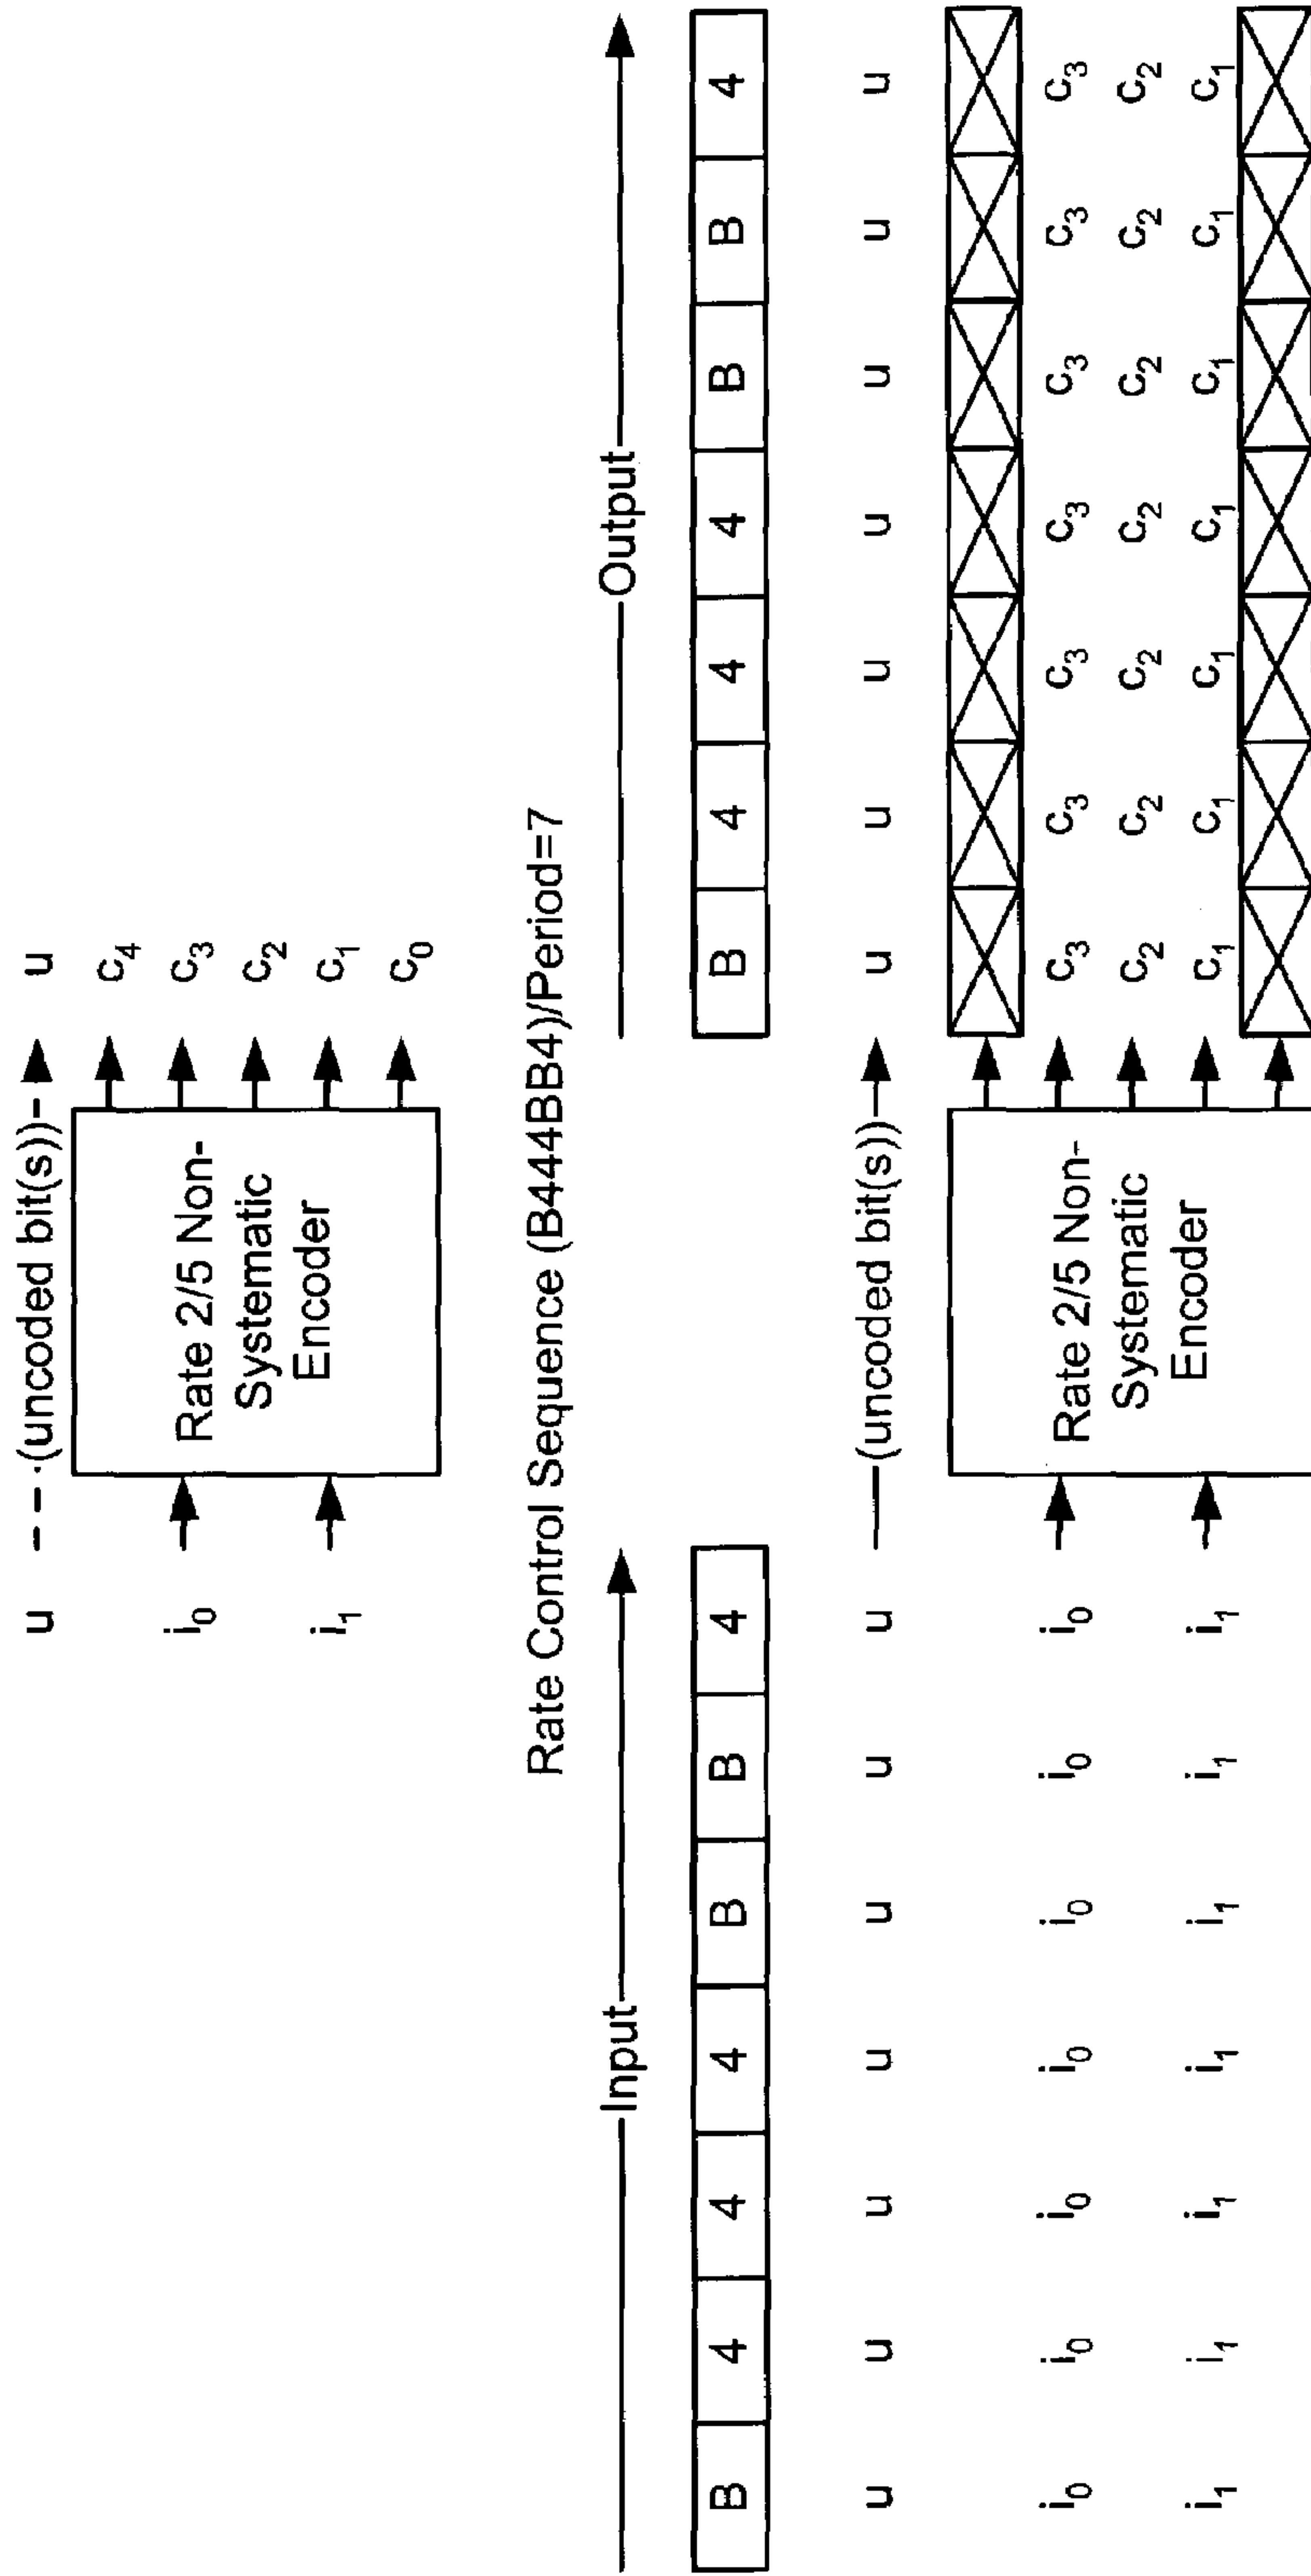 u - - -(uncoded bit(s))- u
i0 Rate 2/5 Non- c4
i1 Systematic c3
Encoder c2
c1
c0
Rate Control Sequence (B444BB4)/Period=7
Input Output
B 4 4 4 B B 4 B 4 4 4 B B 4
u u u u u u u (uncoded bit(s)) u u u u u u u
i0 i0 i0 i0 i0 i0 i0 Rate 2/5 Non- c3 c3 c3 c3 c3 c3 c3
Systematic c2 c2 c2 c2 c2 c2 c2
i1 i1 i1 i1 i1 i1 i1 Encoder c1 c1 c1 c1 c1 c1 c1